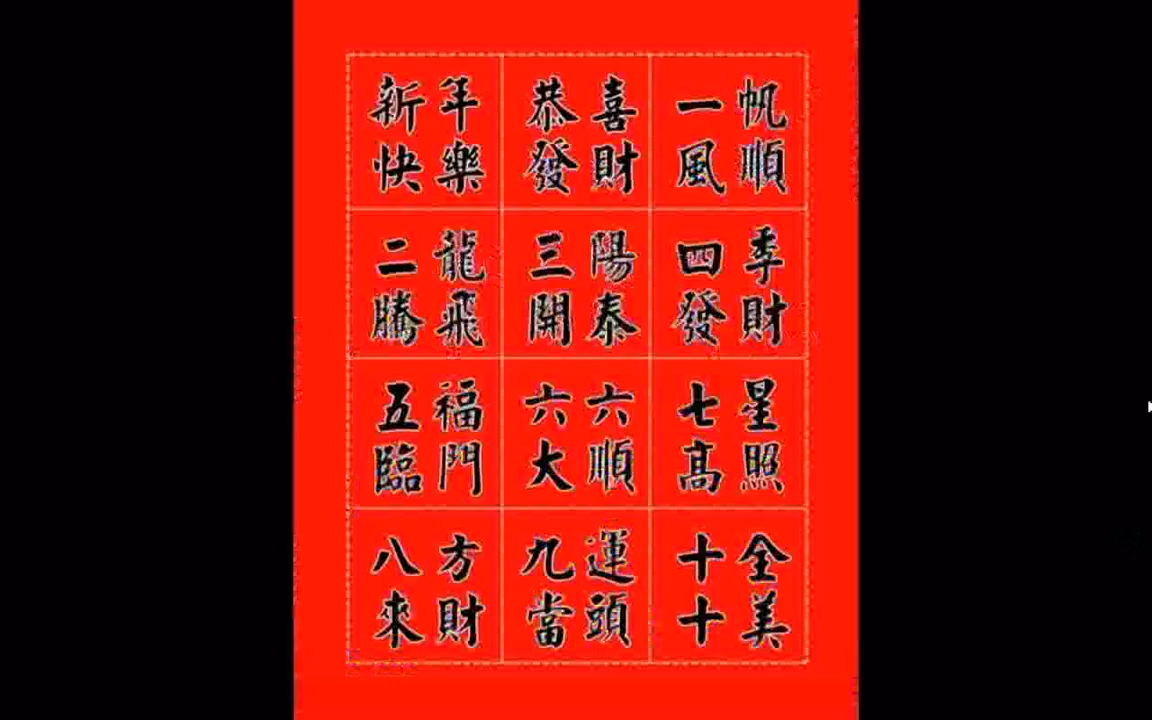 新年
快樂
恭喜
發財
一帆
風順
二龍
騰飛
三陽
開泰
四季
發財
五福
臨門
六六
大順
七星
高照
八方
來財
九運
當頭
十全
十美